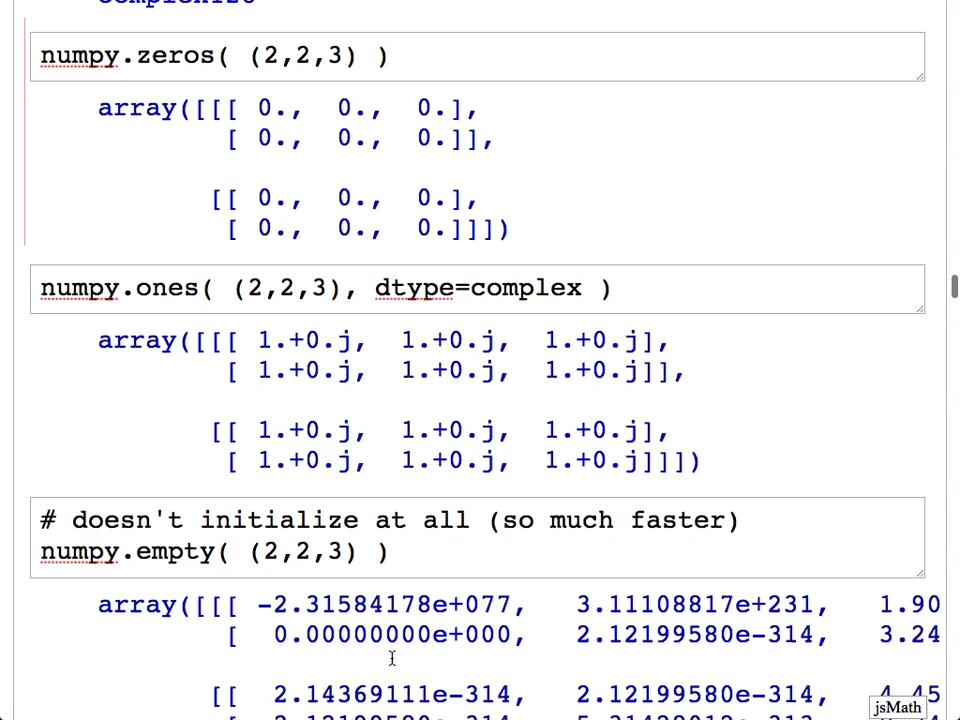 numpy.zeros( (2,2,3) )
array([[[ 0.,  0.,  0.],
        [ 0.,  0.,  0.]],
       [[ 0.,  0.,  0.],
        [ 0.,  0.,  0.]]])
numpy.ones( (2,2,3), dtype=complex )
array([[[ 1.+0.j,  1.+0.j,  1.+0.j],
        [ 1.+0.j,  1.+0.j,  1.+0.j]],
       [[ 1.+0.j,  1.+0.j,  1.+0.j],
        [ 1.+0.j,  1.+0.j,  1.+0.j]]])
# doesn't initialize at all (so much faster)
numpy.empty( (2,2,3) )
array([[[ -2.31584178e+077,   3.11108817e+231,   1.90
        [  0.00000000e+000,   2.12199580e-314,   3.24
       [[  2.14369111e-314,   2.12199580e-314,   4.45
jsMath